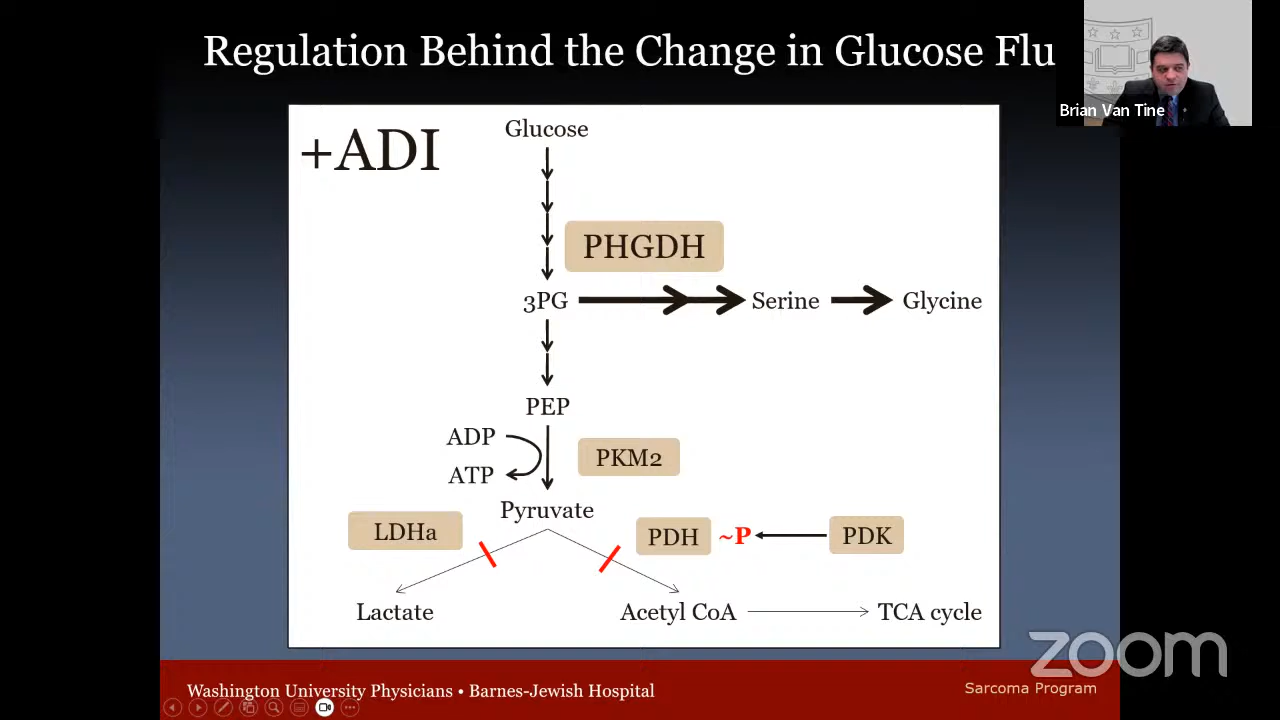 Regulation Behind the Change in Glucose Flu
Brian Van Tine
+ADI
Glucose
PHGDH
3PG
Serine
Glycine
PEP
ADP
ATP
PKM2
Pyruvate
LDHa
PDH
~P
PDK
Lactate
Acetyl CoA
TCA cycle
zoom
Washington University Physicians • Barnes-Jewish Hospital
Sarcoma Program